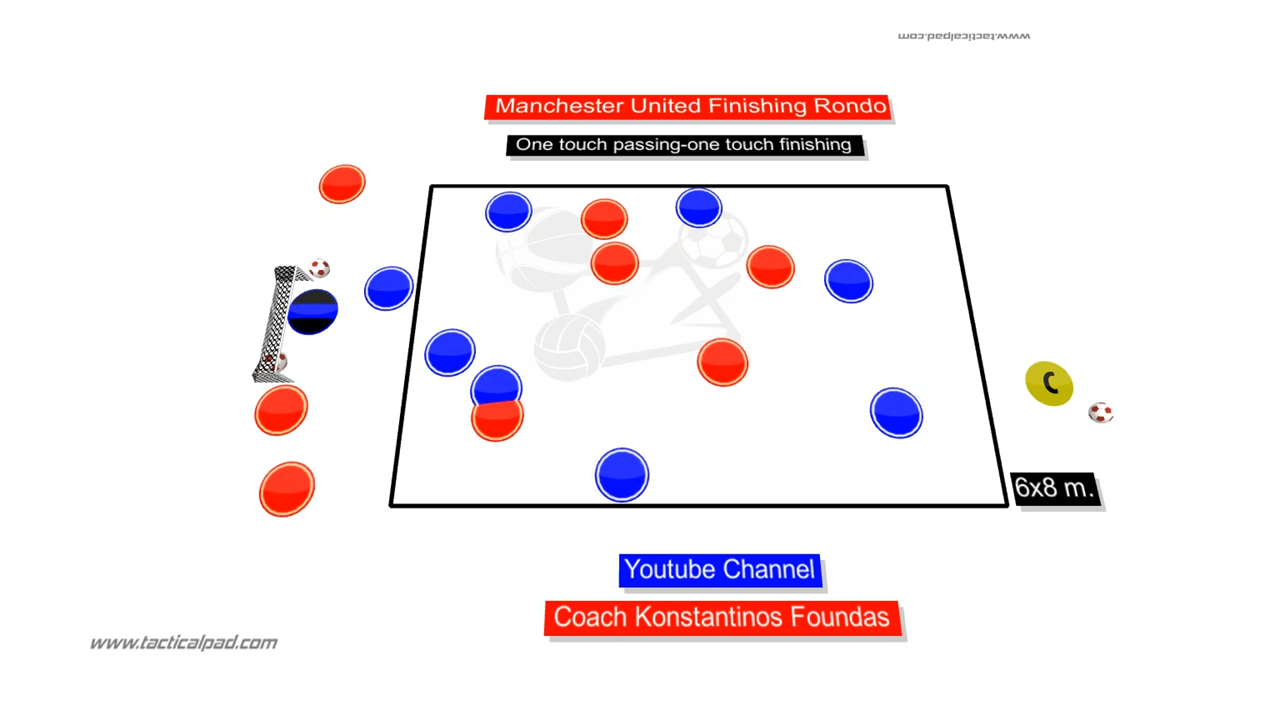 www.tacticalpad.com
Manchester United Finishing Rondo
One touch passing-one touch finishing
C
6x8 m.
Youtube Channel
Coach Konstantinos Foundas
www.tacticalpad.com